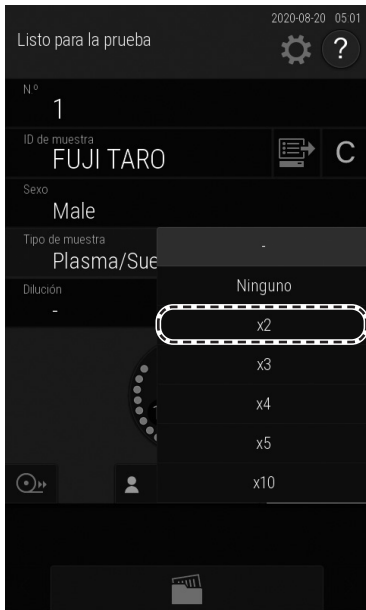 2020-08-20 05 01
Listo para la prueba
?
N.º
1
ID de muestra
FUJI TARO
C
Sexo
Male
Tipo de muestra
Plasma/Sue
-
Dilución
-
Ninguno
x2
x3
x4
x5
x10